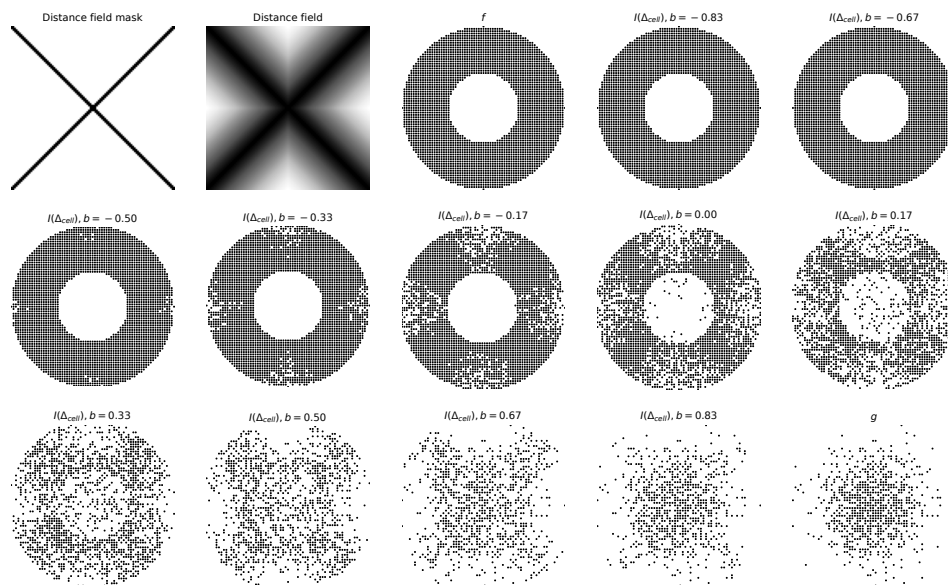 Distance field mask
Distance field
f
I(Δcell), b = −0.83
I(Δcell), b = −0.67
I(Δcell), b = −0.50
I(Δcell), b = −0.33
I(Δcell), b = −0.17
I(Δcell), b = 0.00
I(Δcell), b = 0.17
I(Δcell), b = 0.33
I(Δcell), b = 0.50
I(Δcell), b = 0.67
I(Δcell), b = 0.83
g